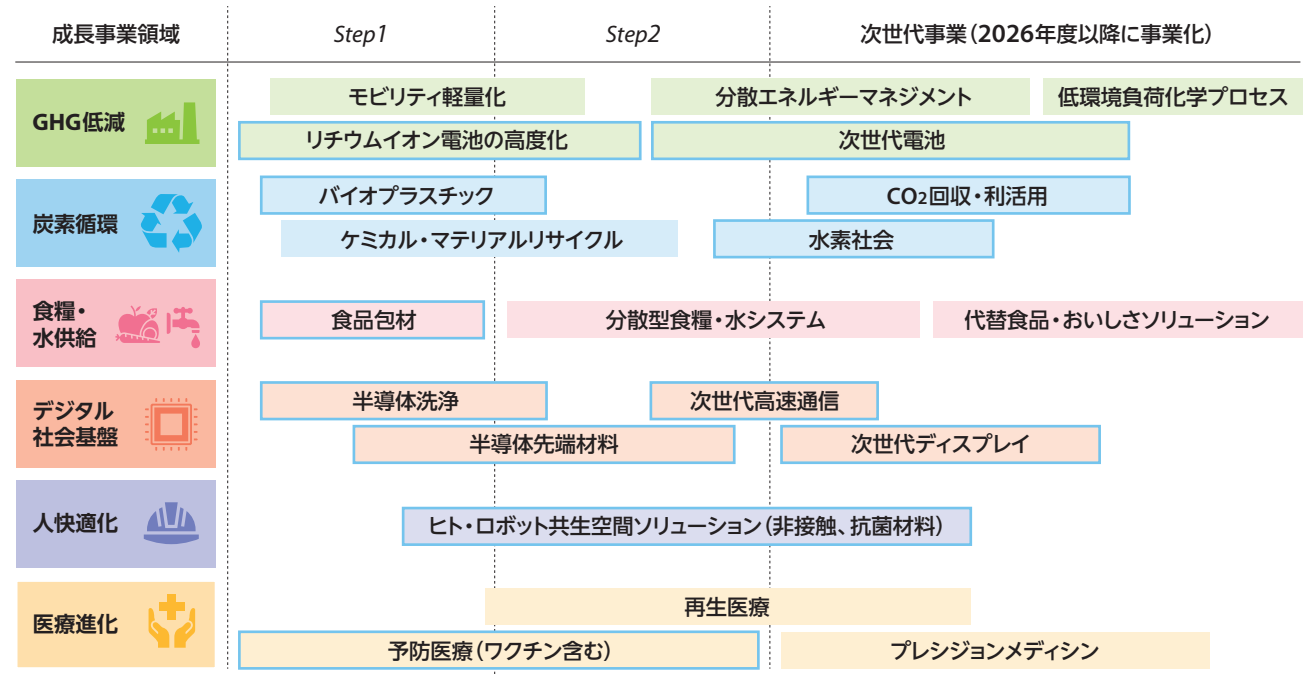 成長事業領域
Step1
Step2
次世代事業（2026年度以降に事業化）
GHG低減
モビリティ軽量化
分散エネルギーマネジメント
低環境負荷化学プロセス
リチウムイオン電池の高度化
次世代電池
炭素循環
バイオプラスチック
CO2回収・利活用
ケミカル・マテリアルリサイクル
水素社会
食糧・
水供給
食品包材
分散型食糧・水システム
代替食品・おいしさソリューション
デジタル
社会基盤
半導体洗浄
次世代高速通信
半導体先端材料
次世代ディスプレイ
人快適化
ヒト・ロボット共生空間ソリューション（非接触、抗菌材料）
医療進化
再生医療
予防医療（ワクチン含む）
プレシジョンメディシン